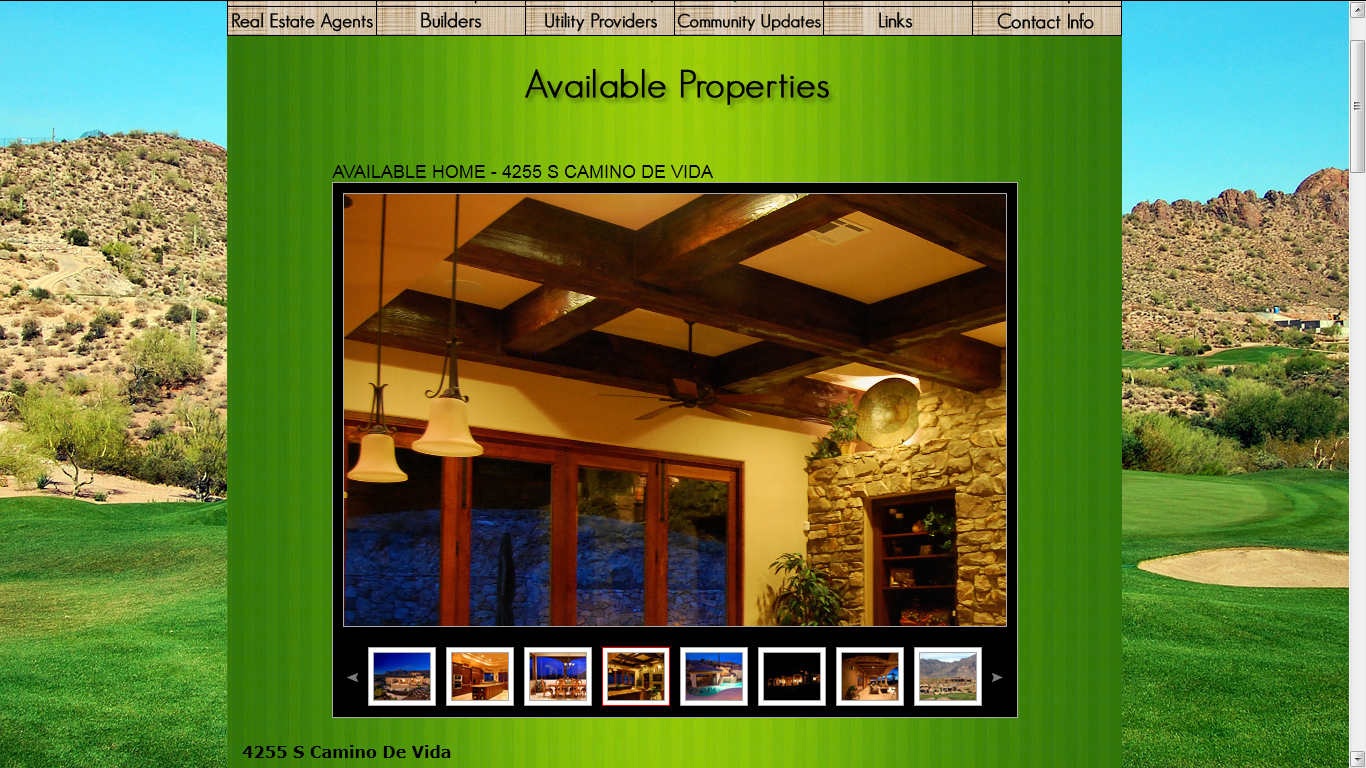 Real Estate Agents Builders Utility Providers Community Updates Links Contact Info
Available Properties
AVAILABLE HOME - 4255 S CAMINO DE VIDA
4255 S Camino De Vida